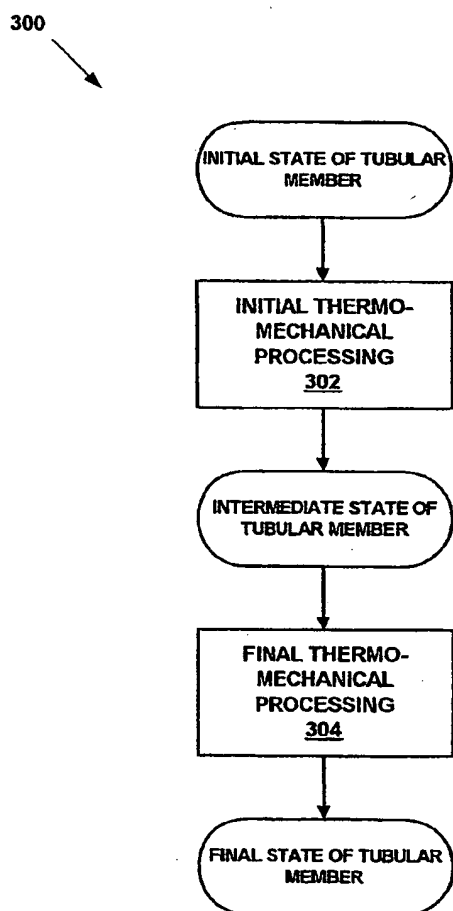 300
INITIAL STATE OF TUBULAR
MEMBER
INITIAL THERMO-
MECHANICAL
PROCESSING
302
INTERMEDIATE STATE OF
TUBULAR MEMBER
FINAL THERMO-
MECHANICAL
PROCESSING
304
FINAL STATE OF TUBULAR
MEMBER